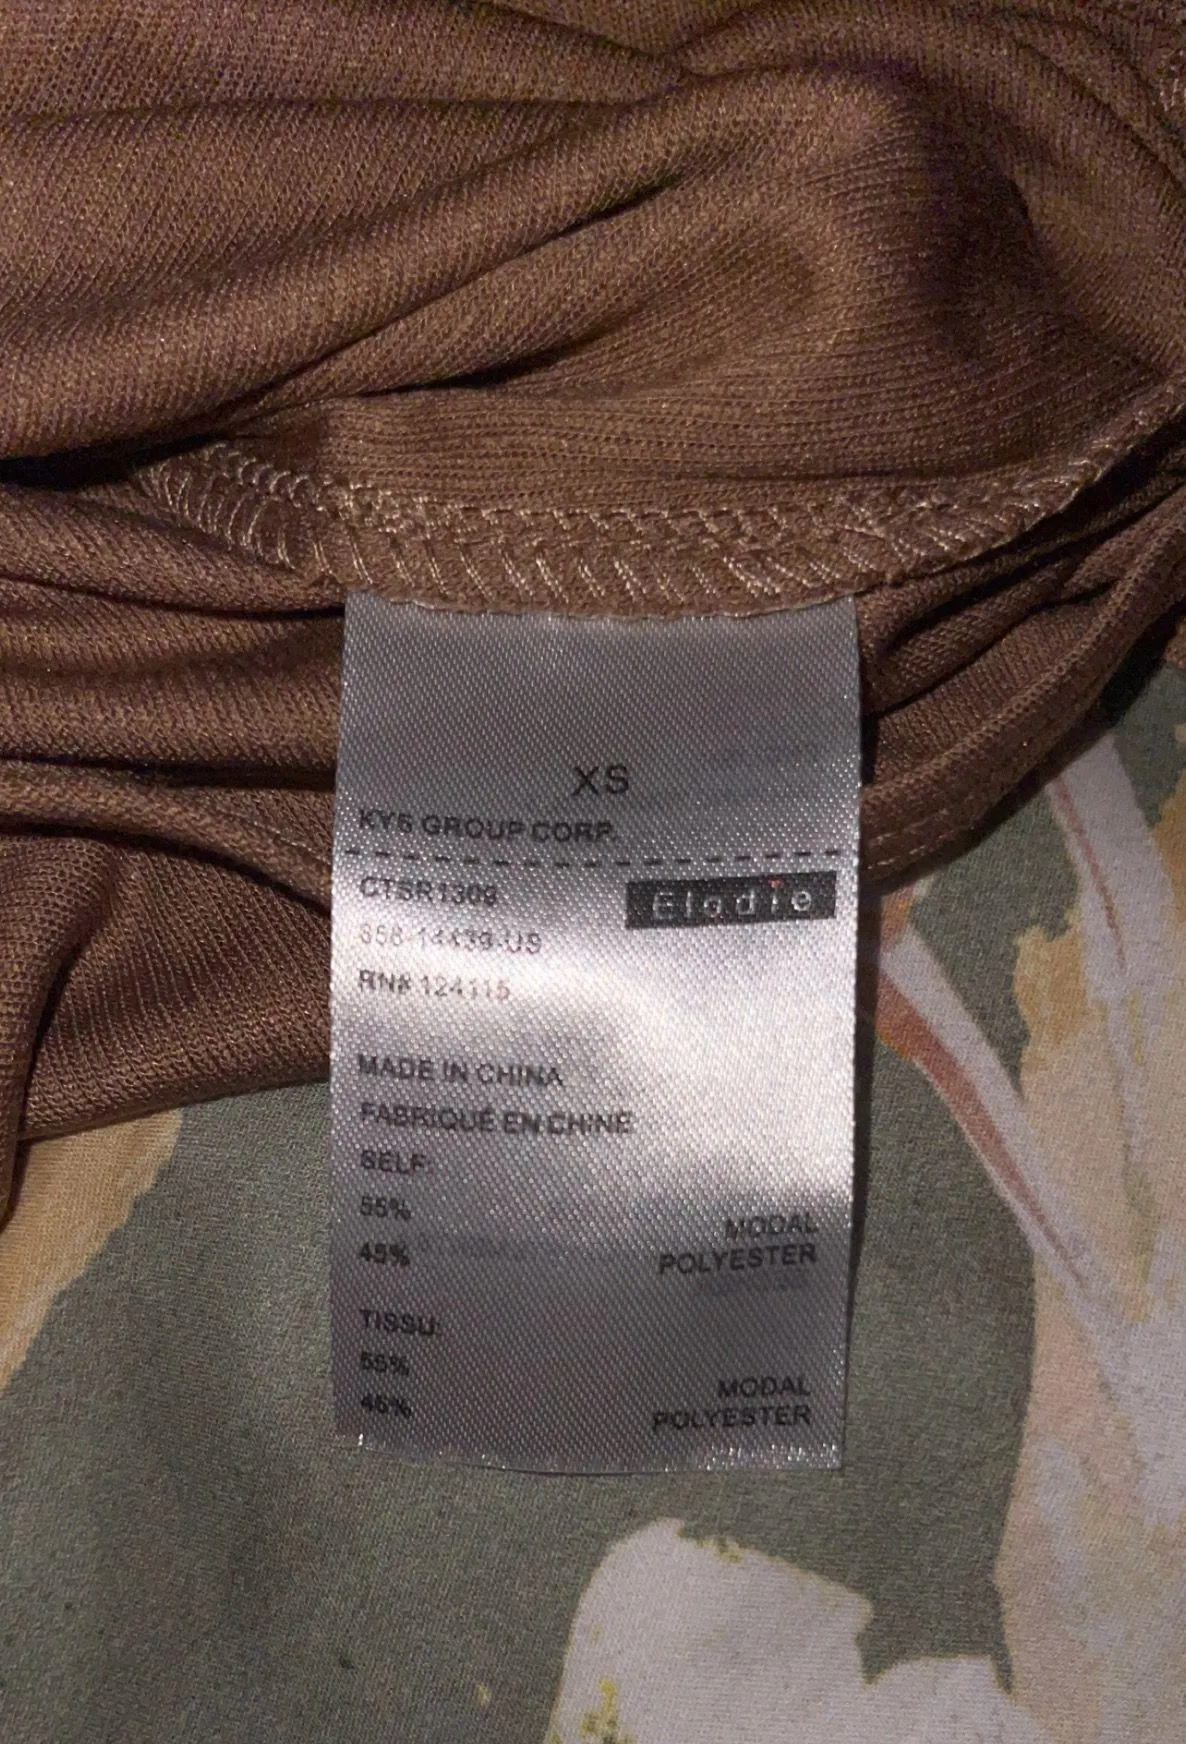 XS
KYS GROUP CORP.
CTSR1309
Elodie
RN# 124115
MADE IN CHINA
FABRIQUÉ EN CHINE
SELF:
55% MODAL
45% POLYESTER
TISSU:
55% MODAL
45% POLYESTER